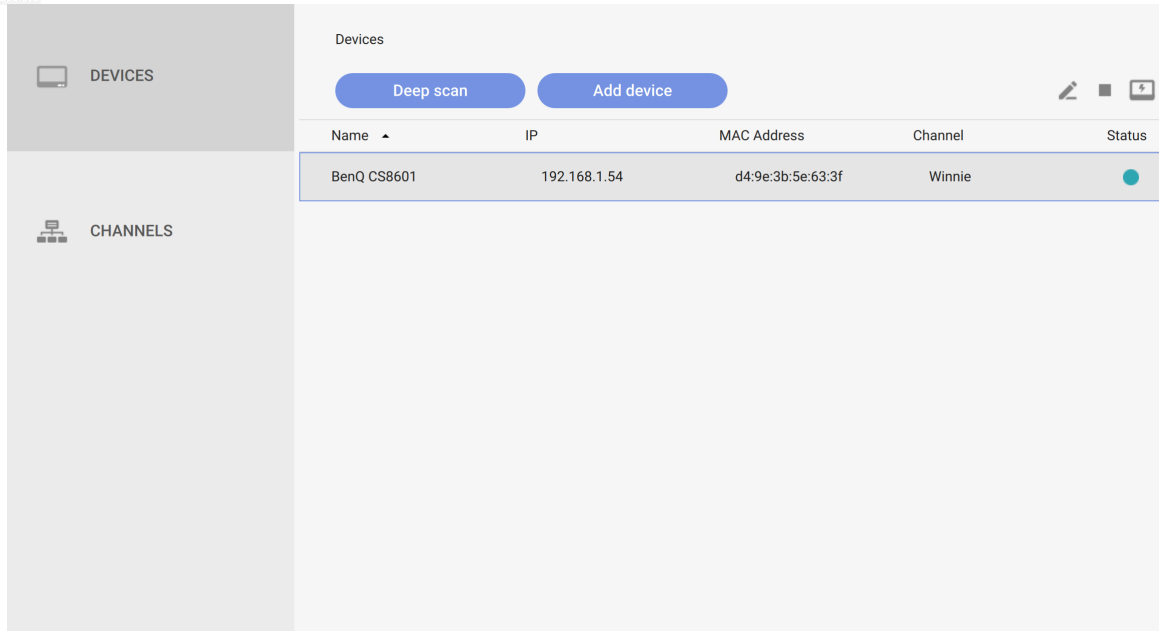 Devices
DEVICES
Deep scan Add device
Name IP MAC Address Channel Status
BenQ CS8601 192.168.1.54 d4:9e:3b:5e:63:3f Winnie
CHANNELS